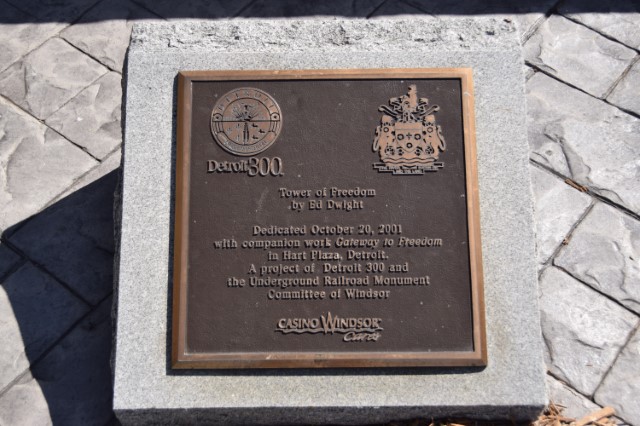 Detroit300
Tower of Freedom
by Ed Dwight
Dedicated October 20, 2001
with companion work Gateway to Freedom
in Hart Plaza, Detroit.
A project of Detroit 300 and
the Underground Railroad Monument
Committee of Windsor
CASINO WINDSOR
Cares